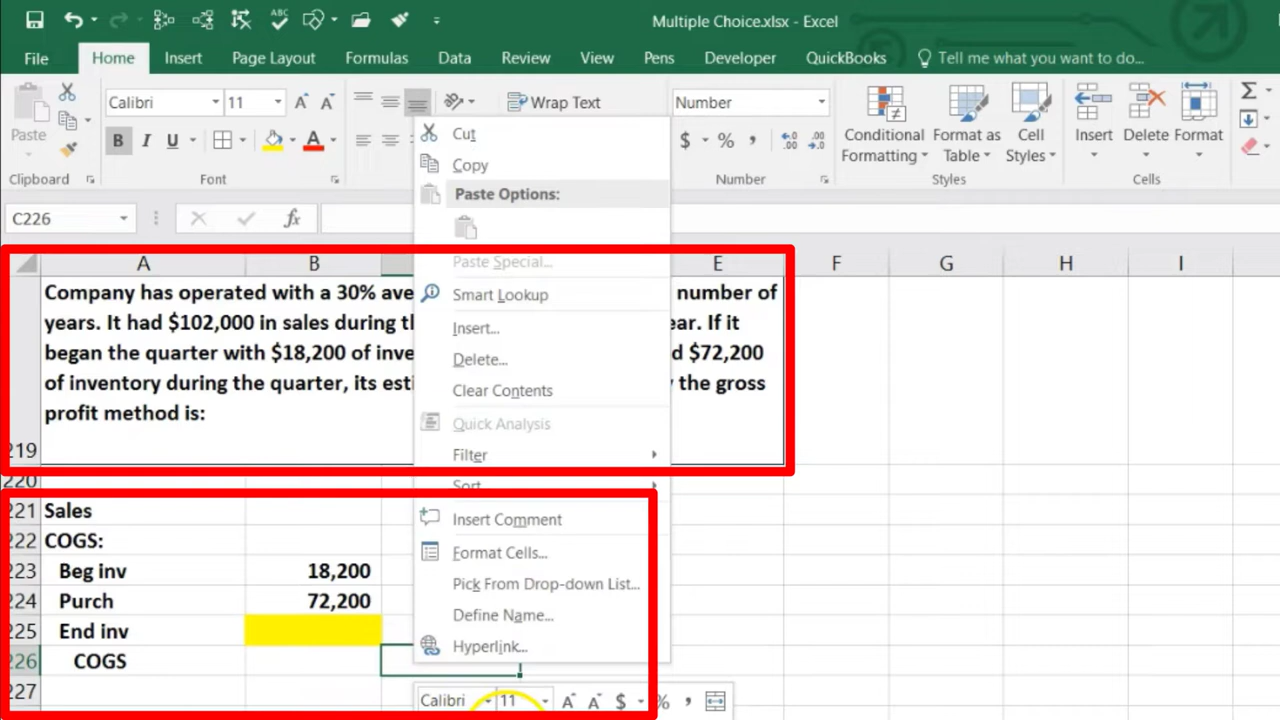 Multiple Choice.xlsx - Excel
File Home Insert Page Layout Formulas Data Review View Pens Developer QuickBooks Tell me what you want to do...
Paste
Calibri 11
Wrap Text
Number
Conditional Formatting
Format as Table
Cell Styles
Insert Delete Format
B I U A $ % ,
Clipboard Font Number Styles Cells
C226 fx
Cut
Copy
Paste Options:
Paste Special...
Smart Lookup
Insert...
Delete...
Clear Contents
Quick Analysis
Filter
Sort
Insert Comment
Format Cells...
Pick From Drop-down List...
Define Name...
Hyperlink...
A B E F G H I
Company has operated with a 30% ave number of
years. It had $102,000 in sales during ar. If it
began the quarter with $18,200 of inve d $72,200
of inventory during the quarter, its esti the gross
profit method is:
219
220
221 Sales
222 COGS:
223 Beg inv 18,200
224 Purch 72,200
225 End inv
226 COGS
227
Calibri 11 A A $ % ,